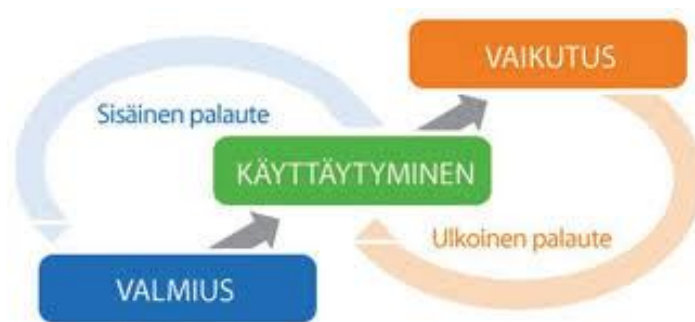 VAIKUTUS
Sisäinen palaute
KÄYTTÄYTYMINEN
Ulkoinen palaute
VALMIUS